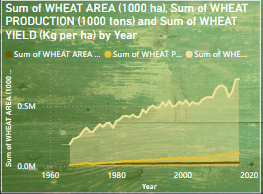 Sum of WHEAT AREA (1000 ha), Sum of WHEAT
PRODUCTION (1000 tons) and Sum of WHEAT
YIELD (Kg per ha) by Year
Sum of WHEAT AREA ... Sum of WHEAT P... Sum of WHE...
Sum of WHEAT AREA (1000 ...
0.5M
0.0M
1960 1980 2000 2020
Year